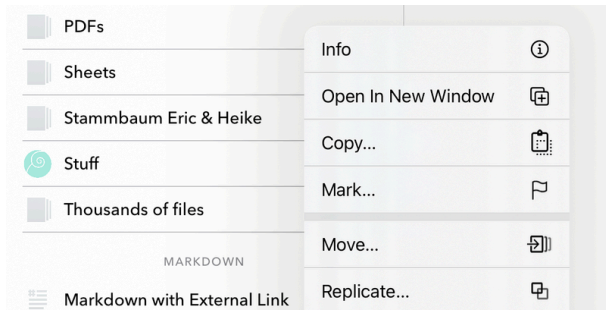 PDFs
Sheets
Stammbaum Eric & Heike
Stuff
Thousands of files
MARKDOWN
Markdown with External Link
Info
Open In New Window
Copy...
Mark...
Move...
Replicate...